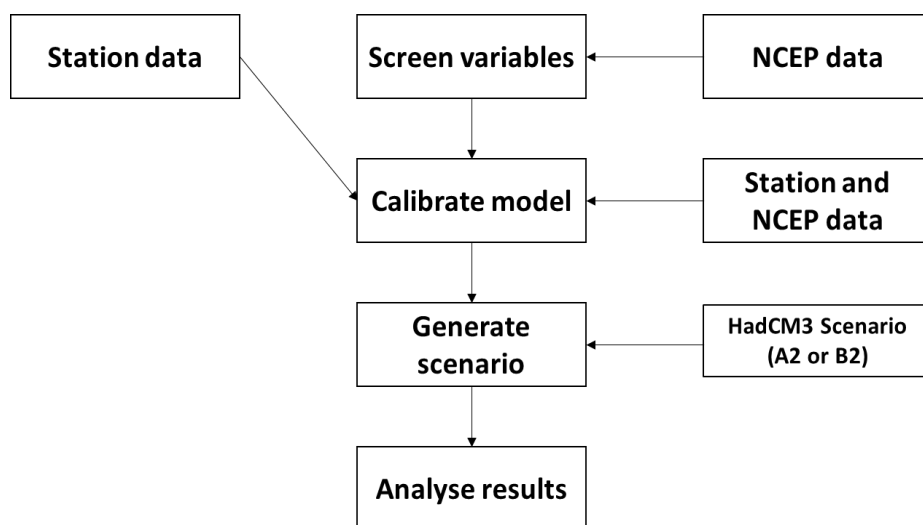 Station data
Screen variables
NCEP data
Calibrate model
Station and
NCEP data
Generate
scenario
HadCM3 Scenario
(A2 or B2)
Analyse results